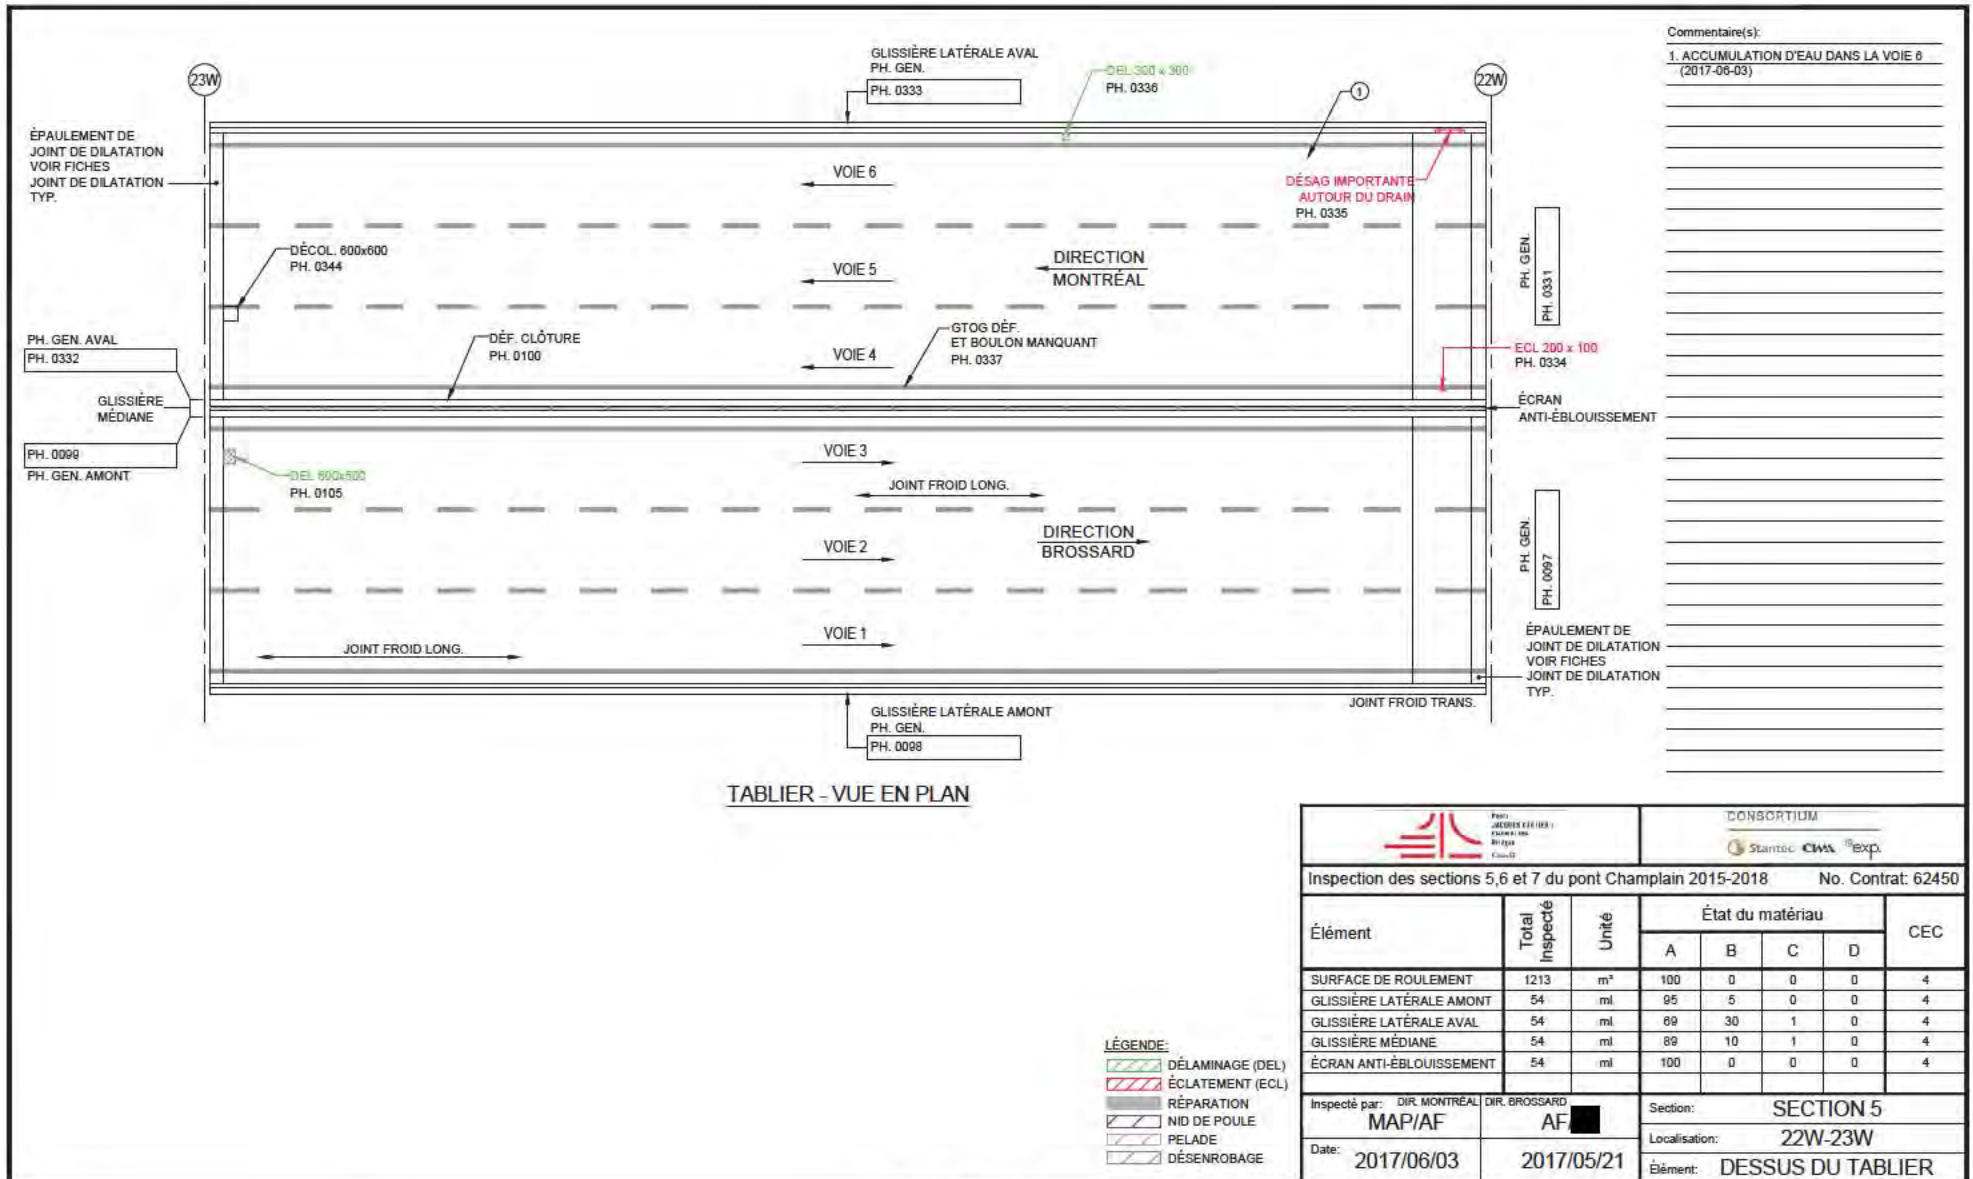 Commentaire(s):
1. ACCUMULATION D'EAU DANS LA VOIE 6
(2017-06-03)
23W
22W
GLISSIÈRE LATÉRALE AVAL
PH. GEN.
PH. 0333
DEL 300 x 300
PH. 0336
1
ÉPAULEMENT DE
JOINT DE DILATATION
VOIR FICHES
JOINT DE DILATATION
TYP.
VOIE 6
DÉSAG IMPORTANTE
AUTOUR DU DRAIN
PH. 0335
DÉCOL. 600x600
PH. 0344
VOIE 5
DIRECTION
MONTRÉAL
PH. GEN.
PH. 0331
PH. GEN. AVAL
PH. 0332
DÉF. CLÔTURE
PH. 0100
VOIE 4
GTOG DÉF.
ET BOULON MANQUANT
PH. 0337
ECL 200 x 100
PH. 0334
GLISSIÈRE
MÉDIANE
ÉCRAN
ANTI-ÉBLOUISSEMENT
PH. 0099
PH. GEN. AMONT
DEL 600x500
PH. 0105
VOIE 3
JOINT FROID LONG.
VOIE 2
DIRECTION
BROSSARD
PH. GEN.
PH. 0097
VOIE 1
JOINT FROID LONG.
ÉPAULEMENT DE
JOINT DE DILATATION
VOIR FICHES
JOINT DE DILATATION
TYP.
JOINT FROID TRANS.
GLISSIÈRE LATÉRALE AMONT
PH. GEN.
PH. 0098
TABLIER - VUE EN PLAN
CONSORTIUM
Stantec CIMA exp.
Inspection des sections 5,6 et 7 du pont Champlain 2015-2018 No. Contrat: 62450
Élément Total Inspecté Unité État du matériau CEC
A B C D
SURFACE DE ROULEMENT 1213 m² 100 0 0 0 4
GLISSIÈRE LATÉRALE AMONT 54 ml 95 5 0 0 4
GLISSIÈRE LATÉRALE AVAL 54 ml 69 30 1 0 4
GLISSIÈRE MÉDIANE 54 ml 89 10 1 0 4
ÉCRAN ANTI-ÉBLOUISSEMENT 54 ml 100 0 0 0 4
LÉGENDE:
DÉLAMINAGE (DEL)
ÉCLATEMENT (ECL)
RÉPARATION
NID DE POULE
PELADE
DÉSENROBAGE
Inspecté par: DIR. MONTRÉAL DIR. BROSSARD
MAP/AF AF/
Date: 2017/06/03 2017/05/21
Section: SECTION 5
Localisation: 22W-23W
Élément: DESSUS DU TABLIER